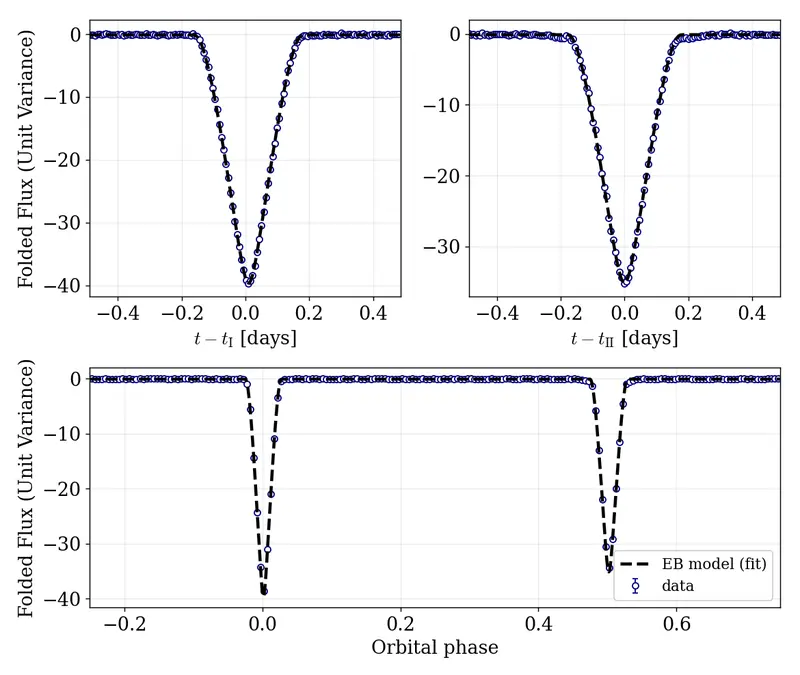 Folded Flux (Unit Variance)
0
−10
−20
−30
−40
−0.4 −0.2 0.0 0.2 0.4
t − t_I [days]
0
−10
−20
−30
−0.4 −0.2 0.0 0.2 0.4
t − t_II [days]
Folded Flux (Unit Variance)
0
−10
−20
−30
−40
EB model (fit)
data
−0.2 0.0 0.2 0.4 0.6
Orbital phase